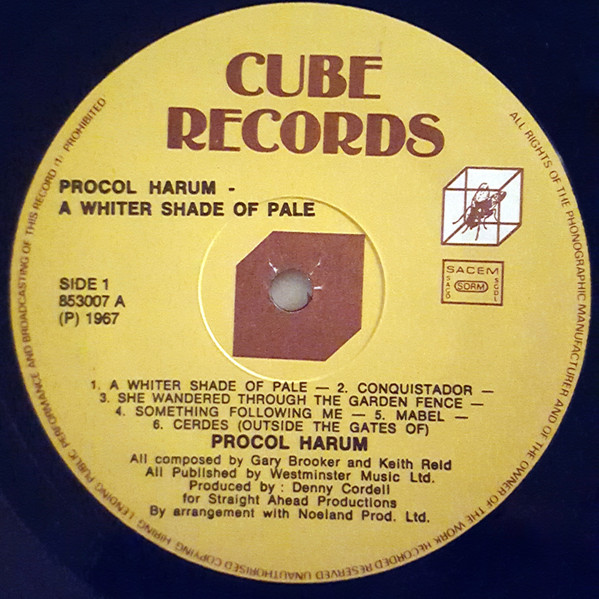 CUBE
RECORDS
PROCOL HARUM -
A WHITER SHADE OF PALE
SIDE 1
853007 A
(P) 1967
SACEM
SACD
SORM
SGDL
1. A WHITER SHADE OF PALE — 2. CONQUISTADOR —
3. SHE WANDERED THROUGH THE GARDEN FENCE —
4. SOMETHING FOLLOWING ME — 5. MABEL —
6. CERDES (OUTSIDE THE GATES OF)
PROCOL HARUM
All composed by Gary Brooker and Keith Reid
All Published by Westminster Music Ltd.
Produced by : Denny Cordell
for Straight Ahead Productions
By arrangement with Noeland Prod. Ltd.
ALL RIGHTS OF THE PHONOGRAPHIC MANUFACTURER AND OF THE OWNER OF THE WORK RECORDED RESERVED UNAUTHORISED COPYING HIRING, LENDING PUBLIC PERFORMANCE AND BROADCASTING OF THIS RECORD (1) PROHIBITED